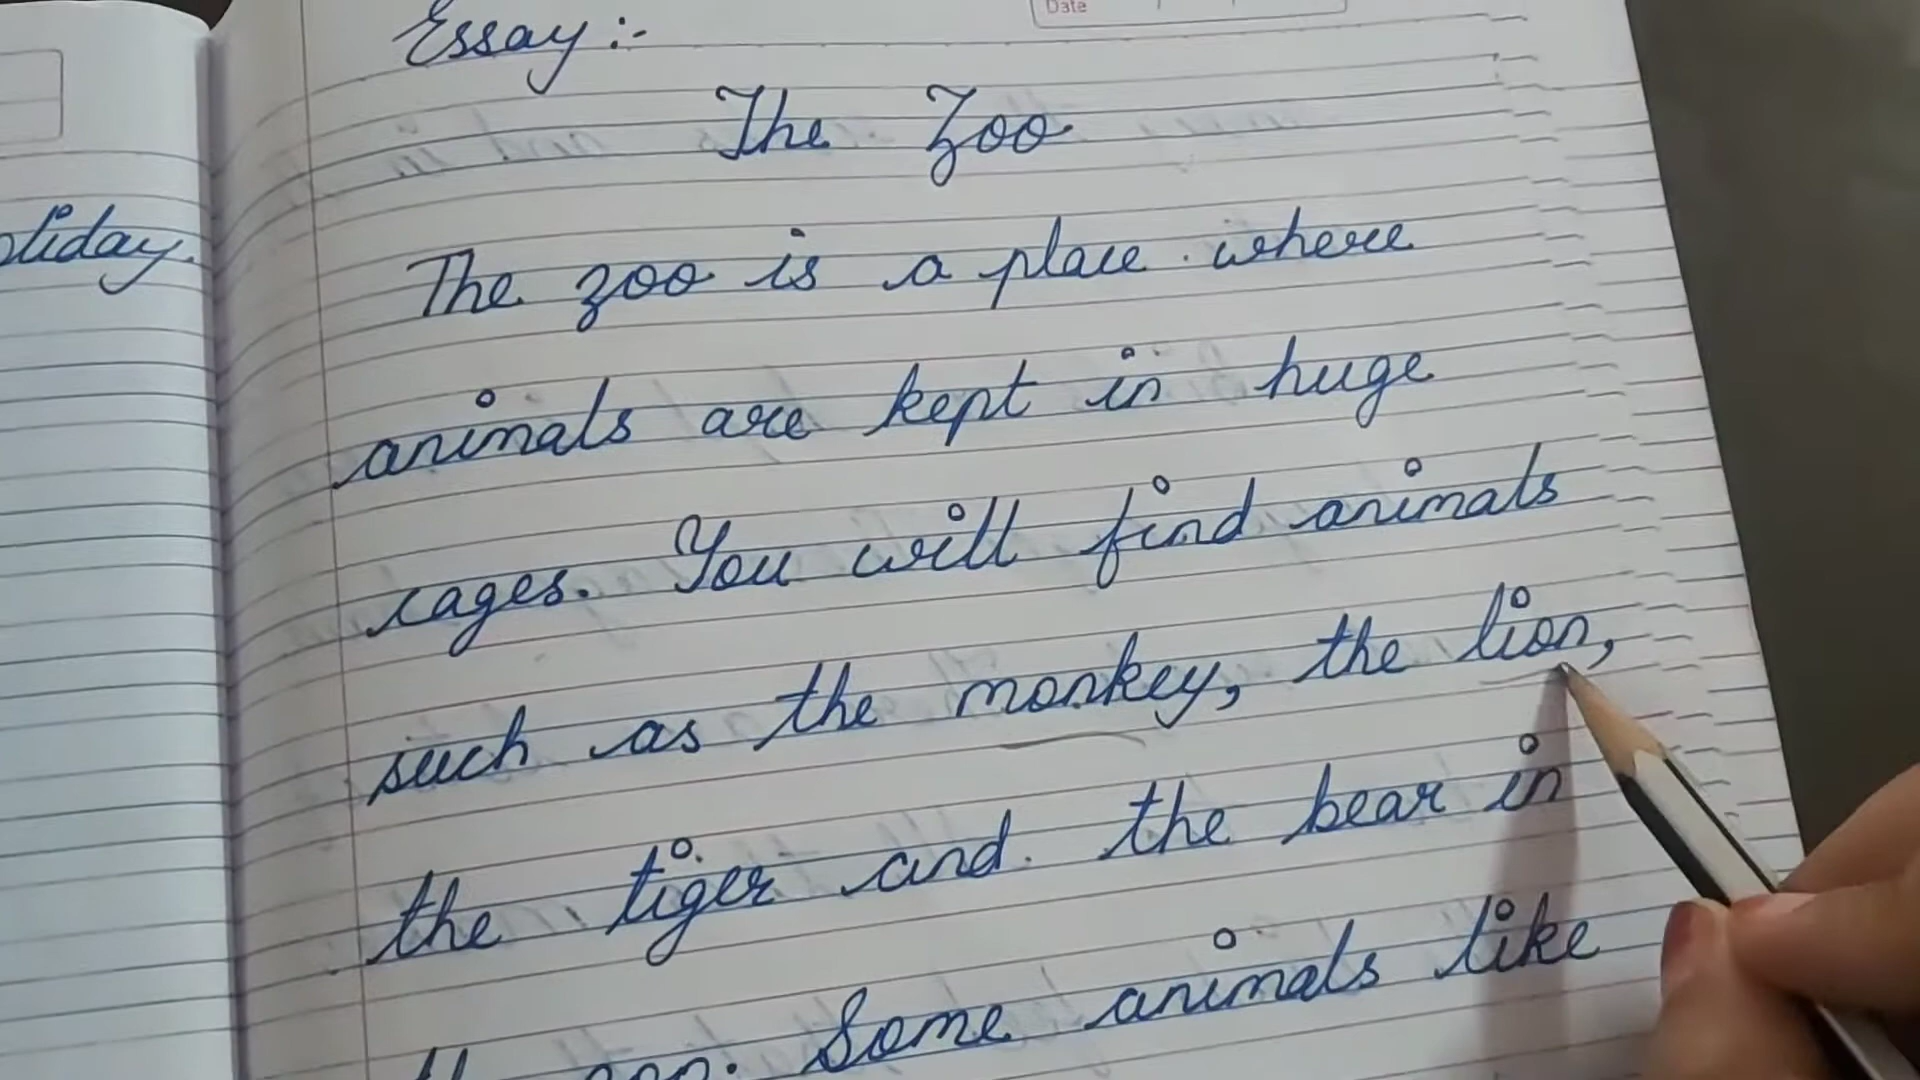 Date
Essay :-
The Zoo
The zoo is a place where
animals are kept in huge
cages. You will find animals
such as the monkey, the lion,
the tiger and the bear in
Some animals like